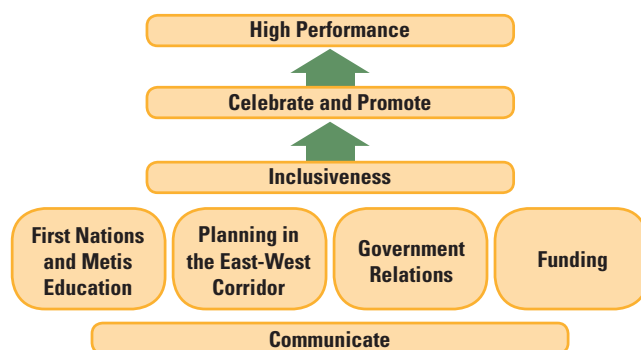 High Performance
Celebrate and Promote
Inclusiveness
First Nations
and Metis
Education
Planning in
the East-West
Corridor
Government
Relations
Funding
Communicate